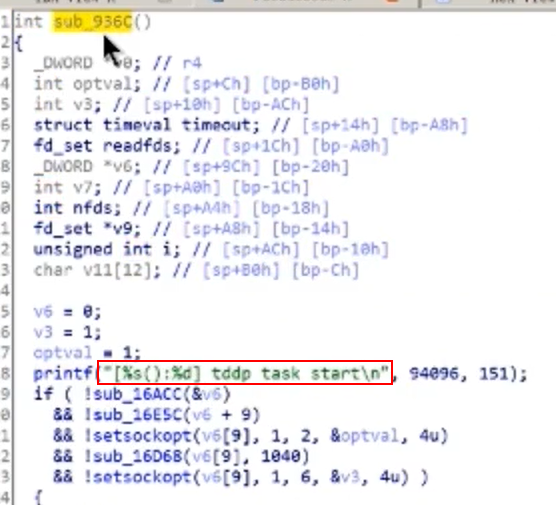 1 int sub_936C()
2 {
3 _DWORD *v0; // r4
4 int optval; // [sp+Ch] [bp-B0h]
5 int v3; // [sp+10h] [bp-ACh]
6 struct timeval timeout; // [sp+14h] [bp-A8h]
7 fd_set readfds; // [sp+1Ch] [bp-A0h]
8 _DWORD *v6; // [sp+9Ch] [bp-20h]
9 int v7; // [sp+A0h] [bp-1Ch]
0 int nfds; // [sp+A4h] [bp-18h]
1 fd_set *v9; // [sp+A8h] [bp-14h]
2 unsigned int i; // [sp+ACh] [bp-10h]
3 char v11[12]; // [sp+B0h] [bp-Ch]
4
5 v6 = 0;
6 v3 = 1;
7 optval = 1;
8 printf("[%s():%d] tddp task start\n", 94096, 151);
9 if ( !sub_16ACC(&v6)
0 && !sub_16E5C(v6 + 9)
1 && !setsockopt(v6[9], 1, 2, &optval, 4u)
2 && !sub_16D68(v6[9], 1040)
3 && !setsockopt(v6[9], 1, 6, &v3, 4u) )
4 {